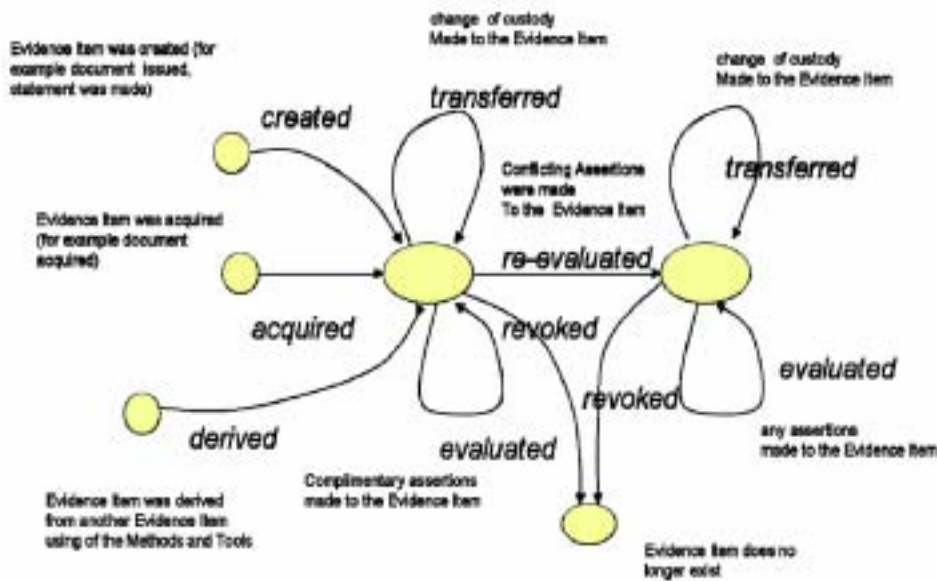 change of custody
Made to the Evidence Item
Evidence Item was created (for
example document issued,
statement was made)
change of custody
Made to the Evidence Item
transferred
created
transferred
Conflicting Assertions
were made
To the Evidence Item
Evidence Item was acquired
(for example document
acquired)
re-evaluated
acquired
revoked
evaluated
revoked
derived
evaluated
any assertions
made to the Evidence Item
Complimentary assertions
made to the Evidence Item
Evidence Item was derived
from another Evidence Item
using of the Methods and Tools
Evidence Item does no
longer exist